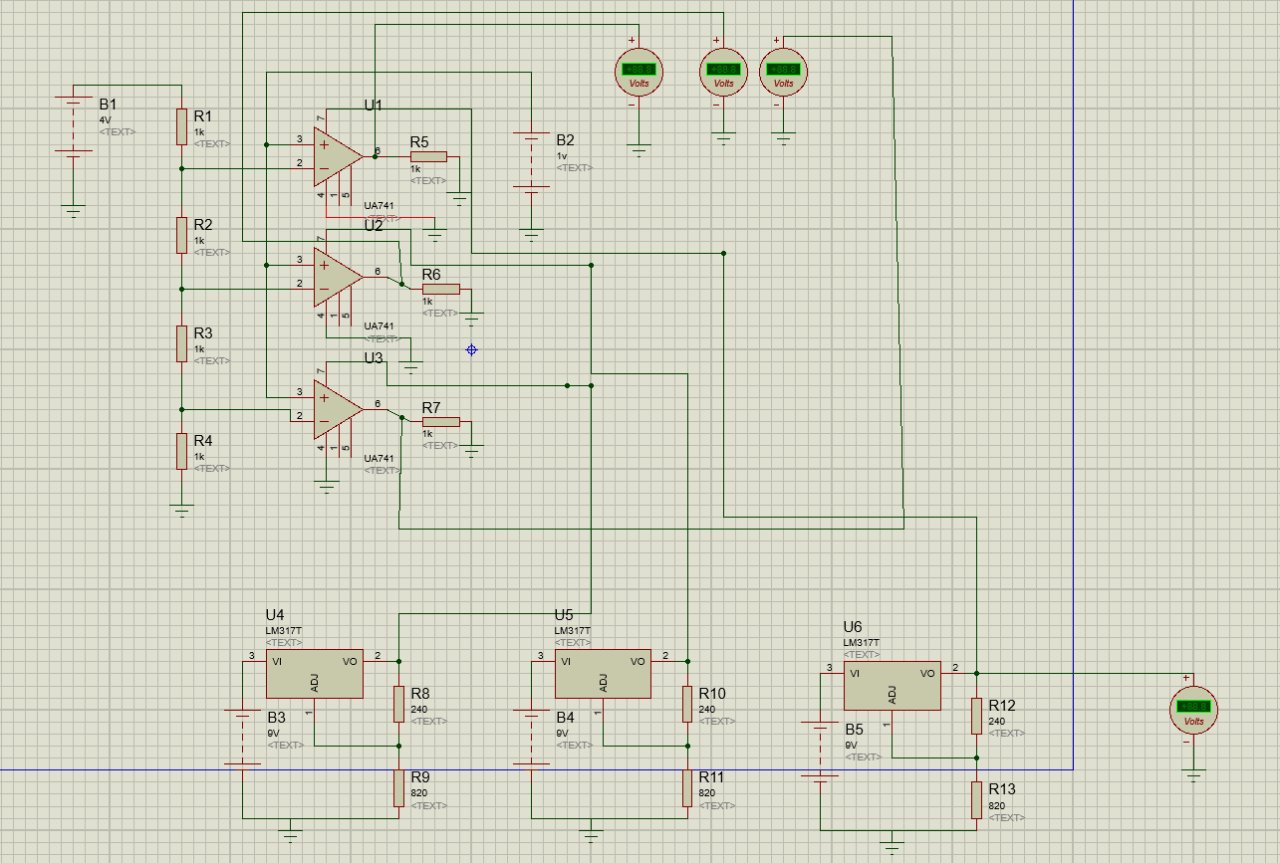 B1
4V
<TEXT>
R1
1k
<TEXT>
R2
1k
<TEXT>
R3
1k
<TEXT>
R4
1k
<TEXT>
U1
7
3
2
6
4
1
5
UA741
<TEXT>
R5
1k
<TEXT>
B2
1v
<TEXT>
Volts
Volts
Volts
U2
7
3
2
6
4
1
5
UA741
<TEXT>
R6
1k
<TEXT>
U3
7
3
2
6
4
1
5
UA741
<TEXT>
R7
1k
<TEXT>
U4
LM317T
<TEXT>
3
VI
VO
2
ADJ
1
B3
9V
<TEXT>
R8
240
<TEXT>
R9
820
<TEXT>
U5
LM317T
<TEXT>
3
VI
VO
2
ADJ
1
B4
9V
<TEXT>
R10
240
<TEXT>
R11
820
<TEXT>
U6
LM317T
<TEXT>
3
VI
VO
2
ADJ
1
B5
9V
<TEXT>
R12
240
<TEXT>
R13
820
<TEXT>
Volts